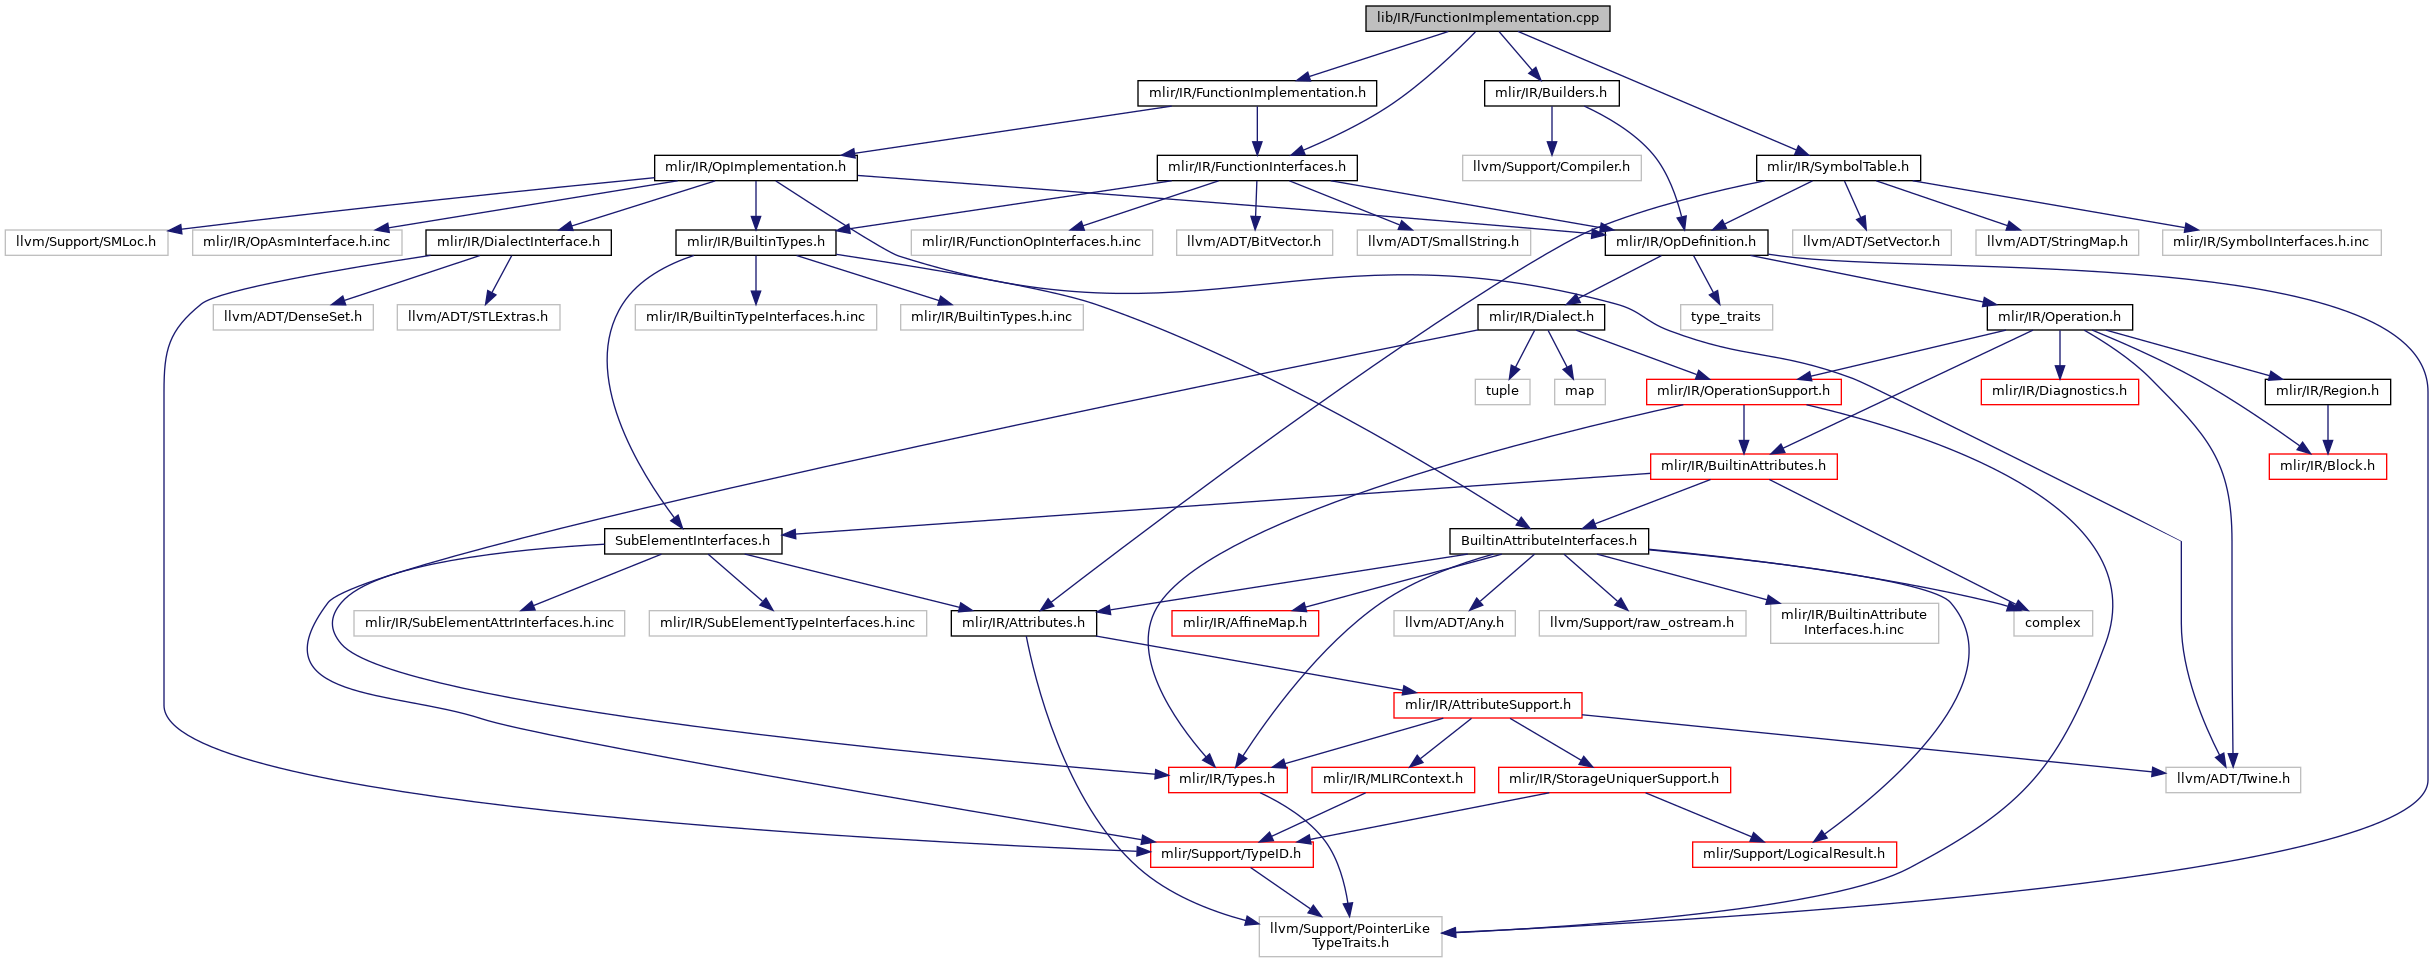 lib/IR/FunctionImplementation.cpp
mlir/IR/FunctionImplementation.h
mlir/IR/Builders.h
mlir/IR/OpImplementation.h
mlir/IR/FunctionInterfaces.h
llvm/Support/Compiler.h
mlir/IR/SymbolTable.h
llvm/Support/SMLoc.h
mlir/IR/OpAsmInterface.h.inc
mlir/IR/DialectInterface.h
mlir/IR/BuiltinTypes.h
mlir/IR/FunctionOpInterfaces.h.inc
llvm/ADT/BitVector.h
llvm/ADT/SmallString.h
mlir/IR/OpDefinition.h
llvm/ADT/SetVector.h
llvm/ADT/StringMap.h
mlir/IR/SymbolInterfaces.h.inc
llvm/ADT/DenseSet.h
llvm/ADT/STLExtras.h
mlir/IR/BuiltinTypeInterfaces.h.inc
mlir/IR/BuiltinTypes.h.inc
mlir/IR/Dialect.h
type_traits
mlir/IR/Operation.h
tuple
map
mlir/IR/OperationSupport.h
mlir/IR/Diagnostics.h
mlir/IR/Region.h
mlir/IR/BuiltinAttributes.h
mlir/IR/Block.h
SubElementInterfaces.h
BuiltinAttributeInterfaces.h
mlir/IR/SubElementAttrInterfaces.h.inc
mlir/IR/SubElementTypeInterfaces.h.inc
mlir/IR/Attributes.h
mlir/IR/AffineMap.h
llvm/ADT/Any.h
llvm/Support/raw_ostream.h
mlir/IR/BuiltinAttribute
Interfaces.h.inc
complex
mlir/IR/AttributeSupport.h
mlir/IR/Types.h
mlir/IR/MLIRContext.h
mlir/IR/StorageUniquerSupport.h
llvm/ADT/Twine.h
mlir/Support/TypeID.h
mlir/Support/LogicalResult.h
llvm/Support/PointerLike
TypeTraits.h